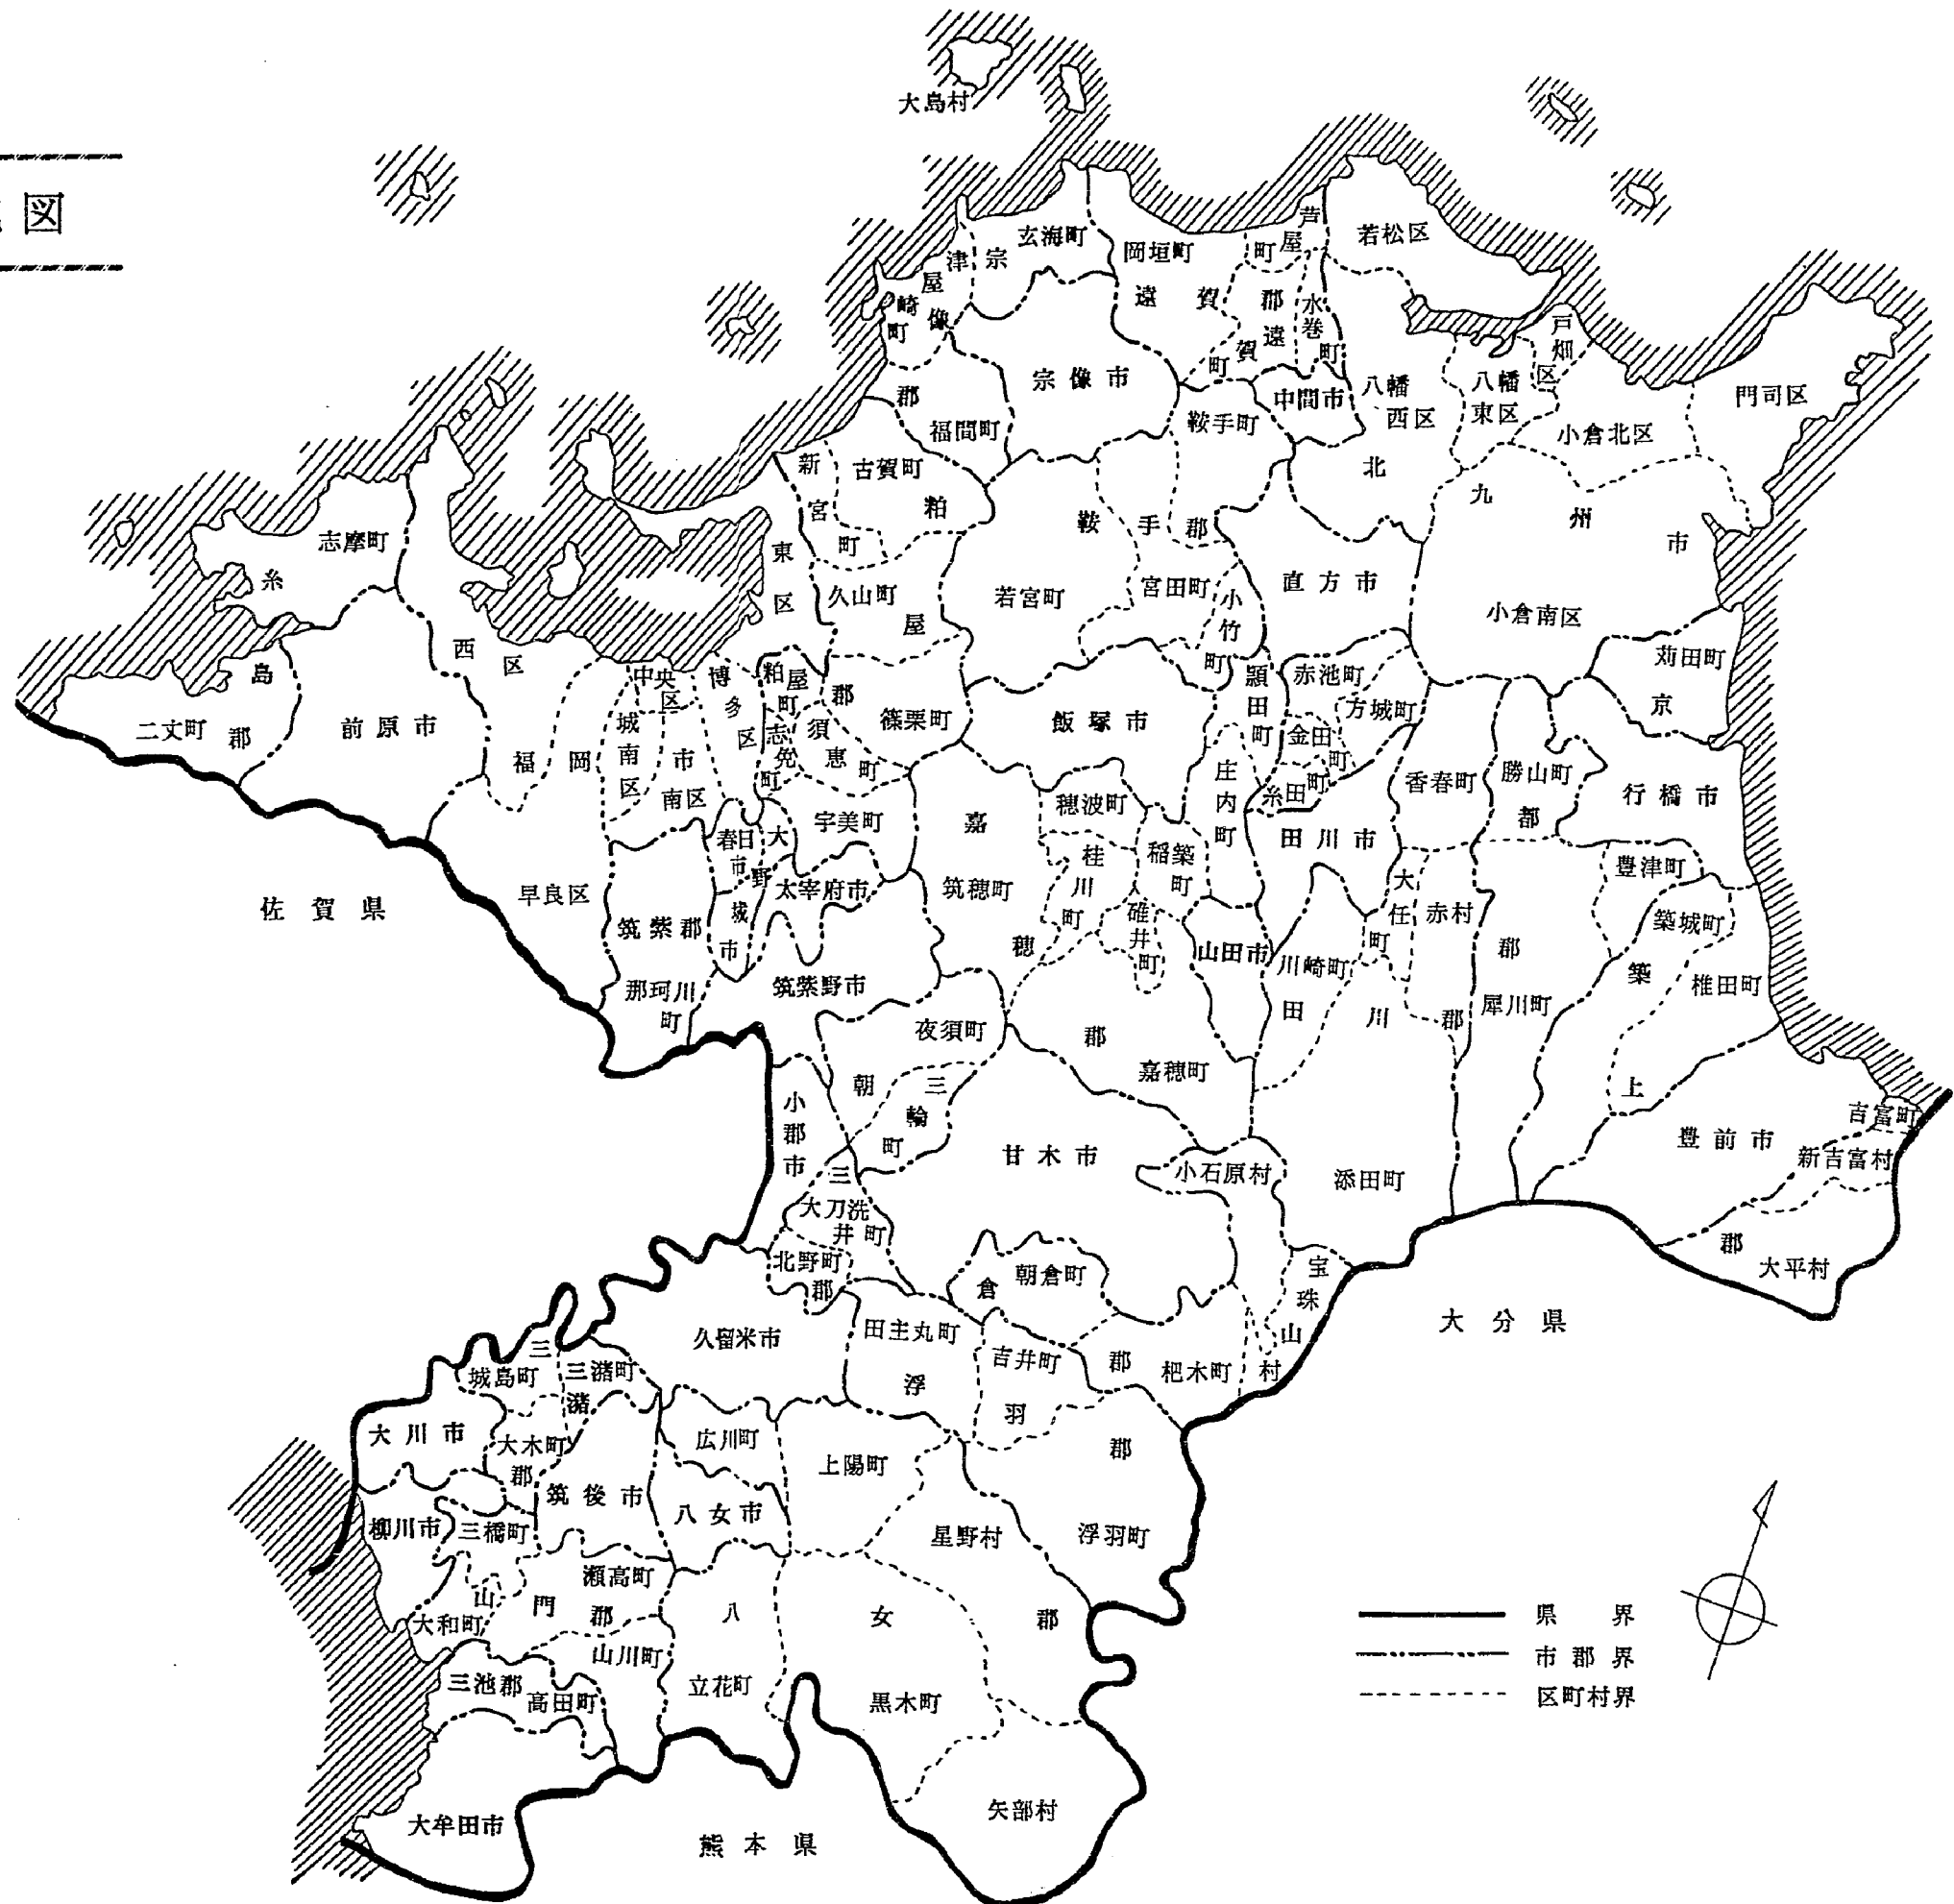 図
大島村
玄海町
宗像郡
津屋崎町
福間町
宗像市
岡垣町
芦屋町
遠賀郡
遠賀町
水巻町
中間市
若松区
戸畑区
八幡東区
八幡西区
小倉北区
門司区
北九州市
小倉南区
新宮町
古賀町
粕屋郡
久山町
篠栗町
粕屋町
志免町
須恵町
宇美町
鞍手町
鞍手郡
若宮町
宮田町
小竹町
直方市
志摩町
糸島郡
二丈町
前原市
福岡市
西区
東区
中央区
博多区
城南区
南区
早良区
春日市
大野城市
太宰府市
筑紫郡
那珂川町
筑紫野市
飯塚市
頴田町
庄内町
穂波町
桂川町
稲築町
碓井町
筑穂町
嘉穂郡
嘉穂町
山田市
赤池町
方城町
金田町
糸田町
田川市
香春町
大任町
赤村
川崎町
田川郡
添田町
苅田町
京都郡
勝山町
行橋市
豊津町
犀川町
築城町
椎田町
築上郡
豊前市
吉富町
新吉富村
大平村
夜須町
朝倉郡
三輪町
甘木市
小石原村
宝珠山村
朝倉町
杷木町
小郡市
三井郡
大刀洗町
北野町
久留米市
田主丸町
吉井町
浮羽郡
浮羽町
三潴郡
城島町
三潴町
大木町
大川市
筑後市
広川町
八女市
上陽町
星野村
八女郡
立花町
黒木町
矢部村
柳川市
三橋町
大和町
山門郡
瀬高町
山川町
三池郡
高田町
大牟田市
佐賀県
大分県
熊本県
県界
市郡界
区町村界